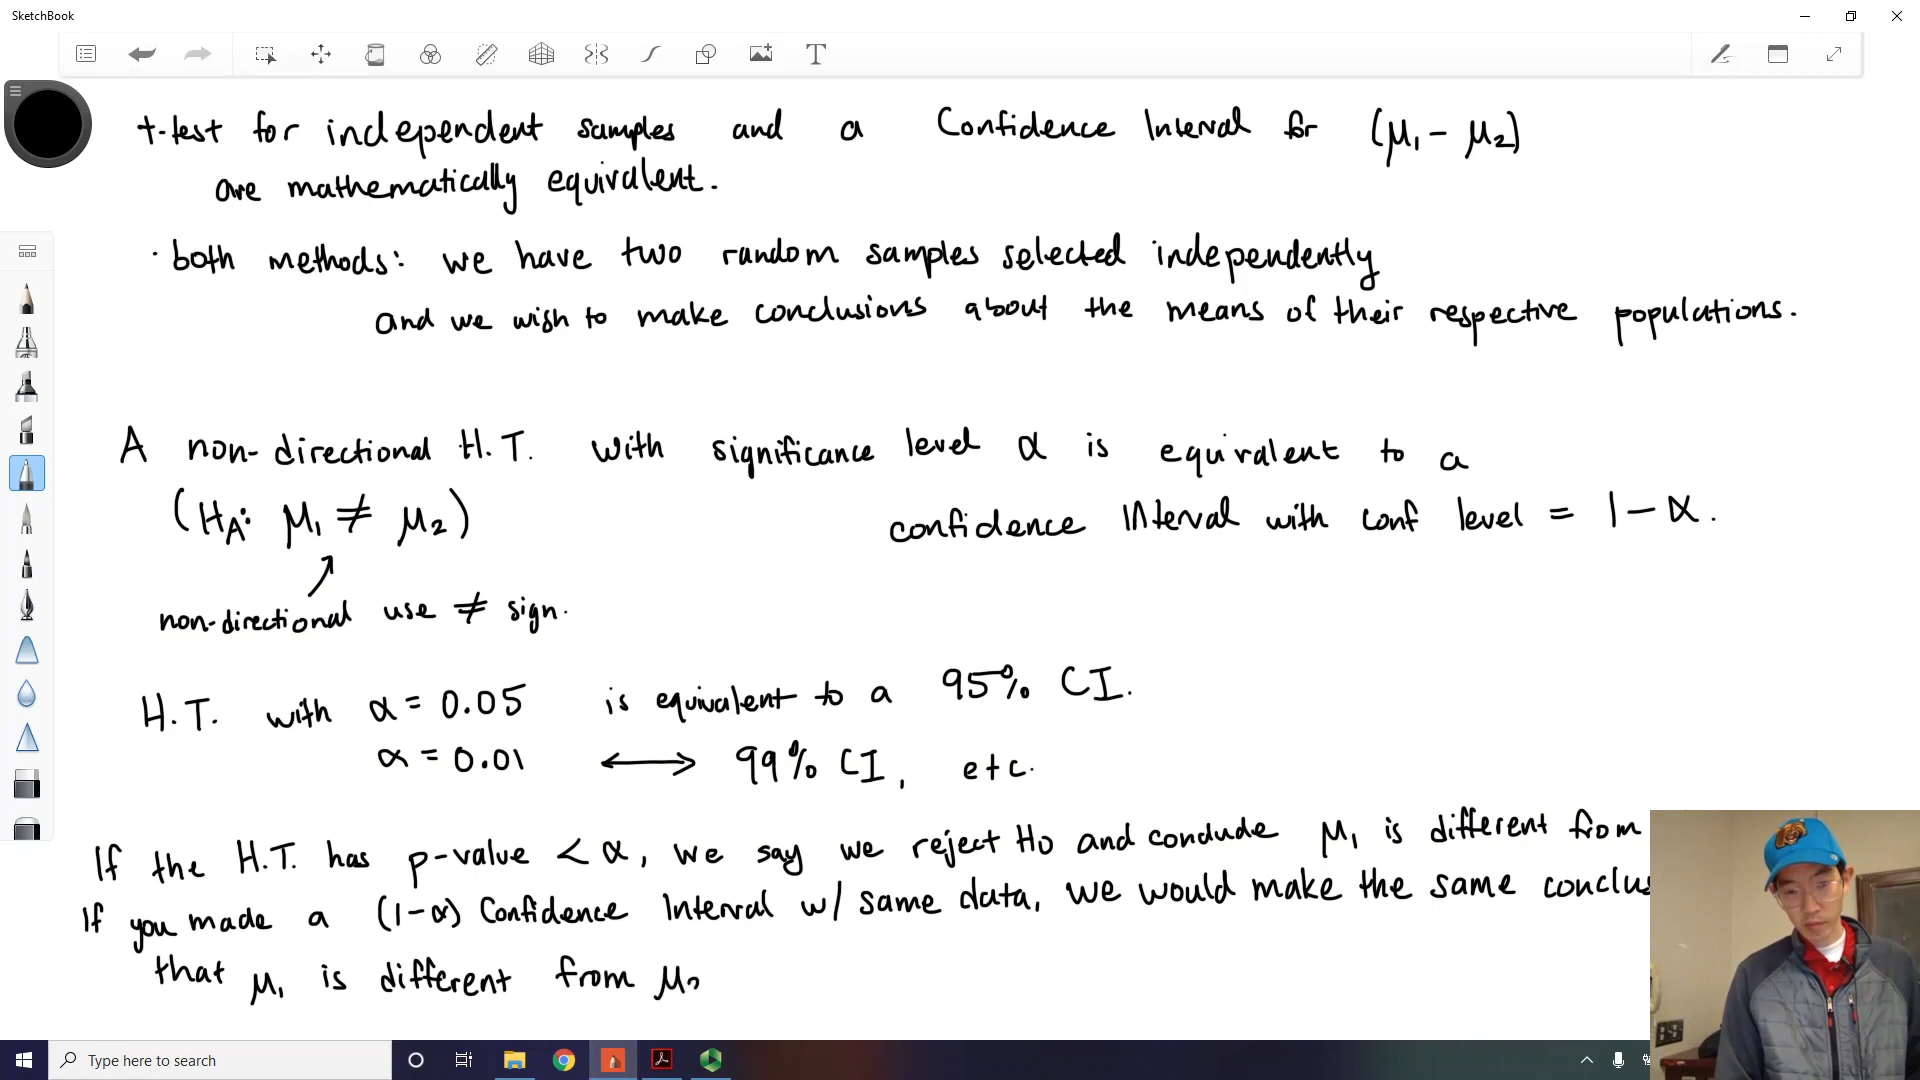 SketchBook
t-test for independent samples and a Confidence Interval for (μ₁ - μ₂)
are mathematically equivalent.
· both methods: we have two random samples selected independently
and we wish to make conclusions about the means of their respective populations.
A non-directional H.T. with significance level α is equivalent to a
(HA: μ₁ ≠ μ₂)
confidence Interval with conf level = 1-α.
non-directional use ≠ sign.
H.T. with α = 0.05 is equivalent to a 95% CI.
α = 0.01 ⟷ 99% CI, etc.
If the H.T. has p-value < α, we say we reject H0 and conclude μ₁ is different from
If you made a (1-α) Confidence Interval w/ same data, we would make the same conclus
that μ₁ is different from μ₂
Type here to search